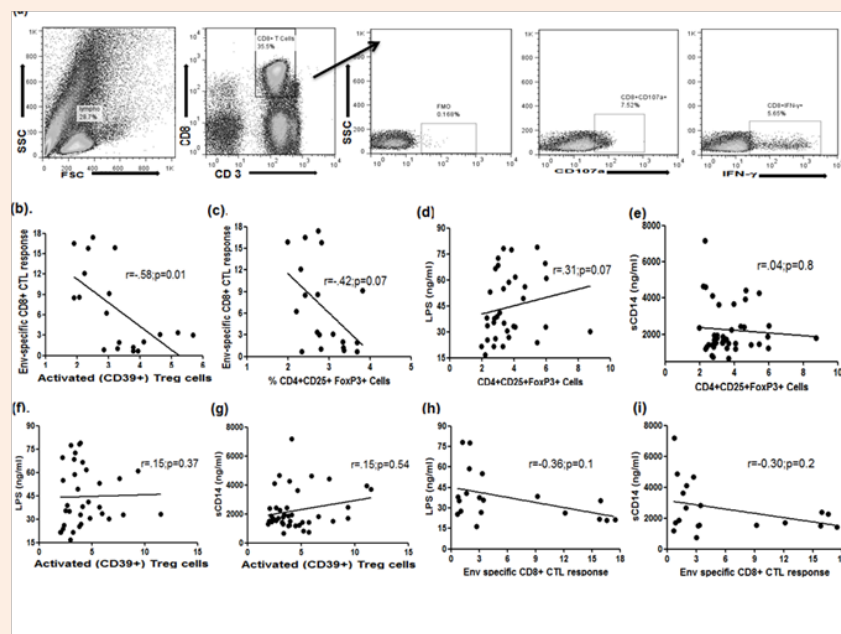 (a)
CD8+ T Cells
35.5%
lympho
28.7%
FMO
0.168%
CD8+CD107a+
7.52%
CD8+IFN-γ+
5.65%
SSC
FSC
CD8
CD 3
SSC
CD107a
IFN-γ
(b).
Env-specific CD8+ CTL response
r=-.58;p=0.01
Activated (CD39+) Treg cells
(c).
Env-specific CD8+ CTL response
r=-.42;p=0.07
% CD4+CD25+ FoxP3+ Cells
(d)
LPS (ng/ml)
r=.31;p=0.07
CD4+CD25+FoxP3+ Cells
(e)
sCD14 (ng/ml)
r=.04;p=0.8
CD4+CD25+FoxP3+ Cells
(f)
LPS (ng/ml)
r=.15;p=0.37
Activated (CD39+) Treg cells
(g)
sCD14 (ng/ml)
r=.15;p=0.54
Activated (CD39+) Treg cells
(h)
LPS (ng/ml)
r=-0.36;p=0.1
Env specific CD8+ CTL response
(i)
sCD14 (ng/ml)
r=-0.30;p=0.2
Env specific CD8+ CTL response